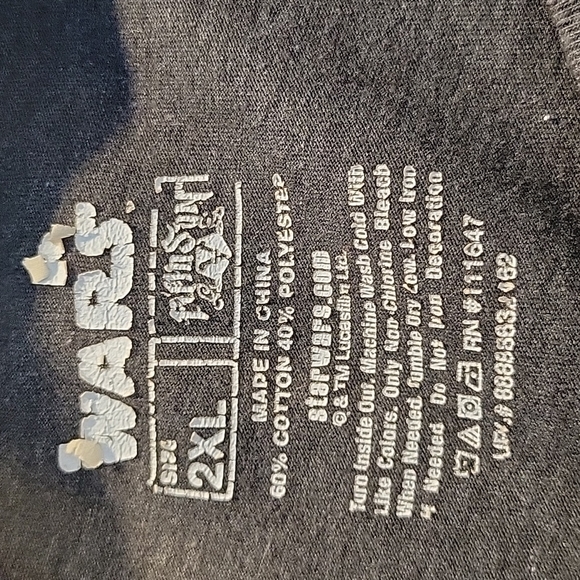 WARS
SIZE
2XL
Fifth Sun
MADE IN CHINA
60% COTTON 40% POLYESTER
starwars.com
© & TM Lucasfilm Ltd.
Turn Inside Out. Machine Wash Cold With
Like Colors. Only Non-Chlorine Bleach
When Needed. Tumble Dry Low. Low Iron
If Needed. Do Not Iron Decoration
RN #111647